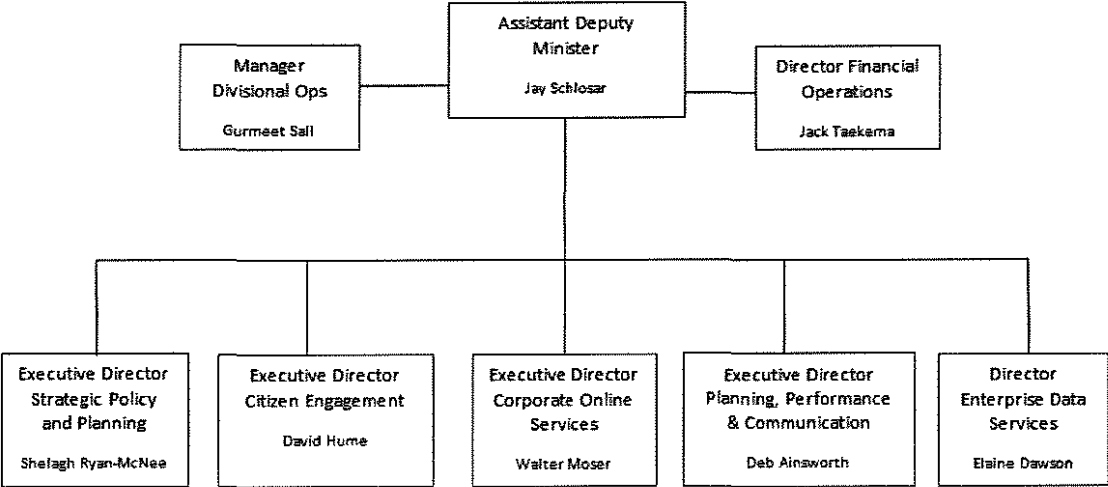 Assistant Deputy
Minister
Jay Schlosar
Manager
Divisional Ops
Gurmeet Sall
Director Financial
Operations
Jack Taekema
Executive Director
Strategic Policy
and Planning
Shelagh Ryan-McNee
Executive Director
Citizen Engagement
David Hume
Executive Director
Corporate Online
Services
Walter Moser
Executive Director
Planning, Performance
& Communication
Deb Ainsworth
Director
Enterprise Data
Services
Elaine Dawson